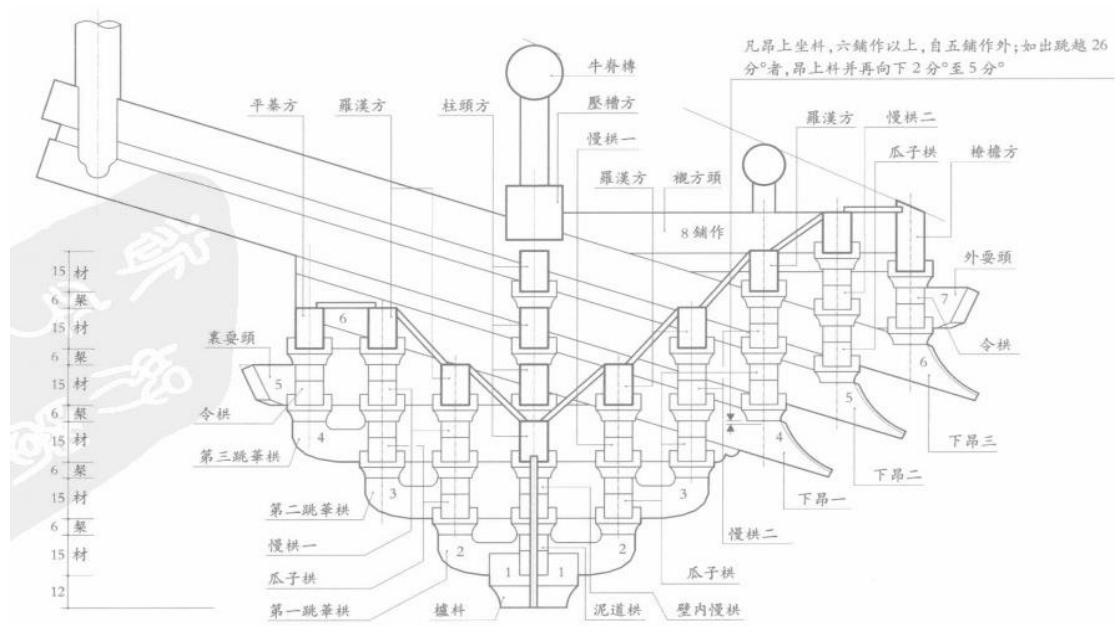 凡昂上坐枓，六鋪作以上，自五鋪作外；如出跳越26
分°者，昂上枓并再向下2分°至5分°
牛脊槫
平棊方
羅漢方
柱頭方
壓槽方
羅漢方
慢栱二
慢栱一
瓜子栱
橑檐方
羅漢方
襯方頭
8鋪作
外耍頭
15 材
6 栔
15 材
6 栔
15 材
6 栔
15 材
6 栔
15 材
6 栔
15 材
12
6
7
裏耍頭
5
令栱
6
令栱
5
4
4
下昂三
第三跳華栱
下昂二
3
3
下昂一
第二跳華栱
慢栱二
慢栱一
2
2
瓜子栱
1
1
瓜子栱
第一跳華栱
櫨枓
泥道栱
壁内慢栱